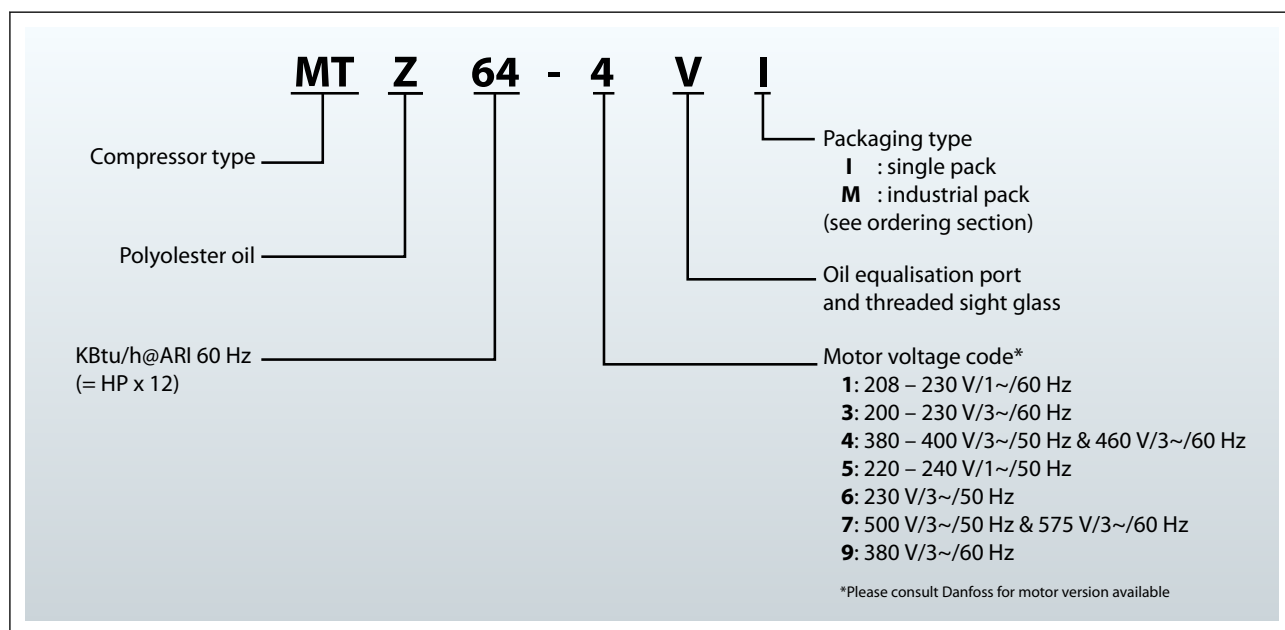 MT Z 64 - 4 V I
Compressor type
Polyolester oil
KBtu/h@ARI 60 Hz
(= HP x 12)
Packaging type
I : single pack
M : industrial pack
(see ordering section)
Oil equalisation port
and threaded sight glass
Motor voltage code*
1: 208 – 230 V/1~/60 Hz
3: 200 – 230 V/3~/60 Hz
4: 380 – 400 V/3~/50 Hz & 460 V/3~/60 Hz
5: 220 – 240 V/1~/50 Hz
6: 230 V/3~/50 Hz
7: 500 V/3~/50 Hz & 575 V/3~/60 Hz
9: 380 V/3~/60 Hz
*Please consult Danfoss for motor version available